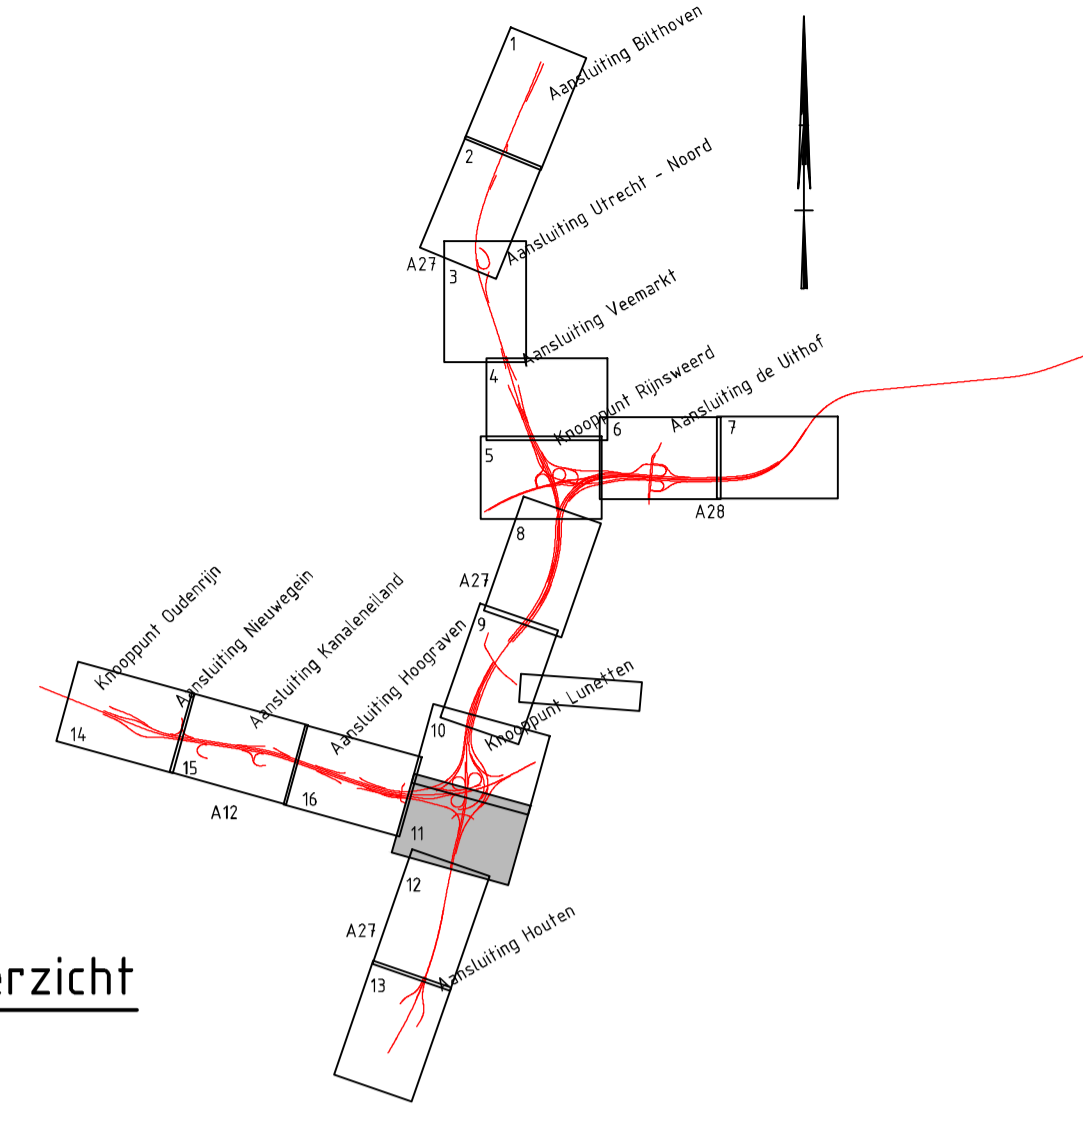 1
Aansluiting Bilthoven
2
Aansluiting Utrecht - Noord
A27
3
Aansluiting Veemarkt
4
Knooppunt Rijnsweerd
Aansluiting de Uithof
5
6
7
A28
8
A27
9
Knooppunt Oudenrijn
Aansluiting Nieuwegein
Aansluiting Kanaleneiland
Aansluiting Hoograven
Knooppunt Lunetten
10
14
15
16
A12
11
12
A27
Aansluiting Houten
13
erzicht